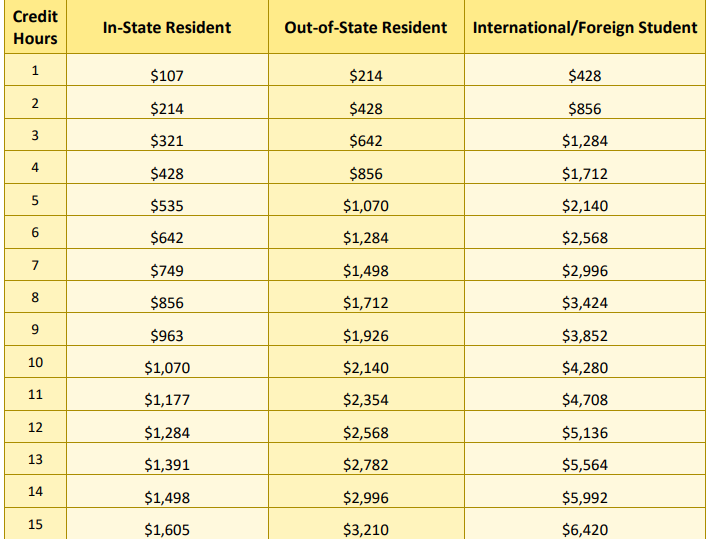 Credit Hours In-State Resident Out-of-State Resident International/Foreign Student
1 $107 $214 $428
2 $214 $428 $856
3 $321 $642 $1,284
4 $428 $856 $1,712
5 $535 $1,070 $2,140
6 $642 $1,284 $2,568
7 $749 $1,498 $2,996
8 $856 $1,712 $3,424
9 $963 $1,926 $3,852
10 $1,070 $2,140 $4,280
11 $1,177 $2,354 $4,708
12 $1,284 $2,568 $5,136
13 $1,391 $2,782 $5,564
14 $1,498 $2,996 $5,992
15 $1,605 $3,210 $6,420